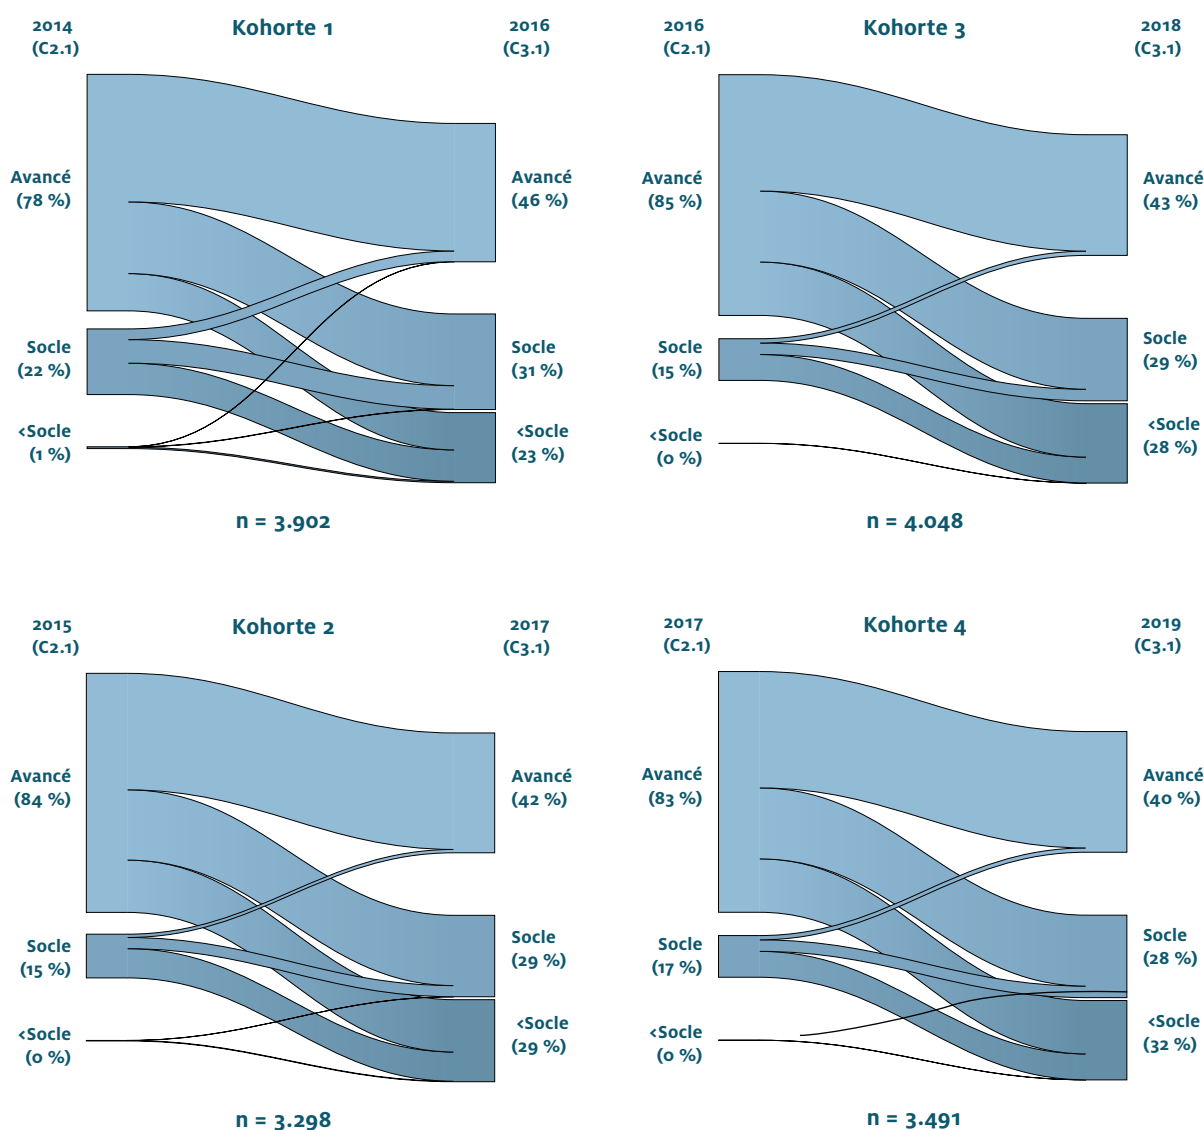 Kohorte 1
2014
(C2.1)
2016
(C3.1)
Avancé
(78 %)
Avancé
(46 %)
Socle
(22 %)
Socle
(31 %)
<Socle
(1 %)
<Socle
(23 %)
n = 3.902
Kohorte 3
2016
(C2.1)
2018
(C3.1)
Avancé
(85 %)
Avancé
(43 %)
Socle
(15 %)
Socle
(29 %)
<Socle
(0 %)
<Socle
(28 %)
n = 4.048
Kohorte 2
2015
(C2.1)
2017
(C3.1)
Avancé
(84 %)
Avancé
(42 %)
Socle
(15 %)
Socle
(29 %)
<Socle
(0 %)
<Socle
(29 %)
n = 3.298
Kohorte 4
2017
(C2.1)
2019
(C3.1)
Avancé
(83 %)
Avancé
(40 %)
Socle
(17 %)
Socle
(28 %)
<Socle
(0 %)
<Socle
(32 %)
n = 3.491